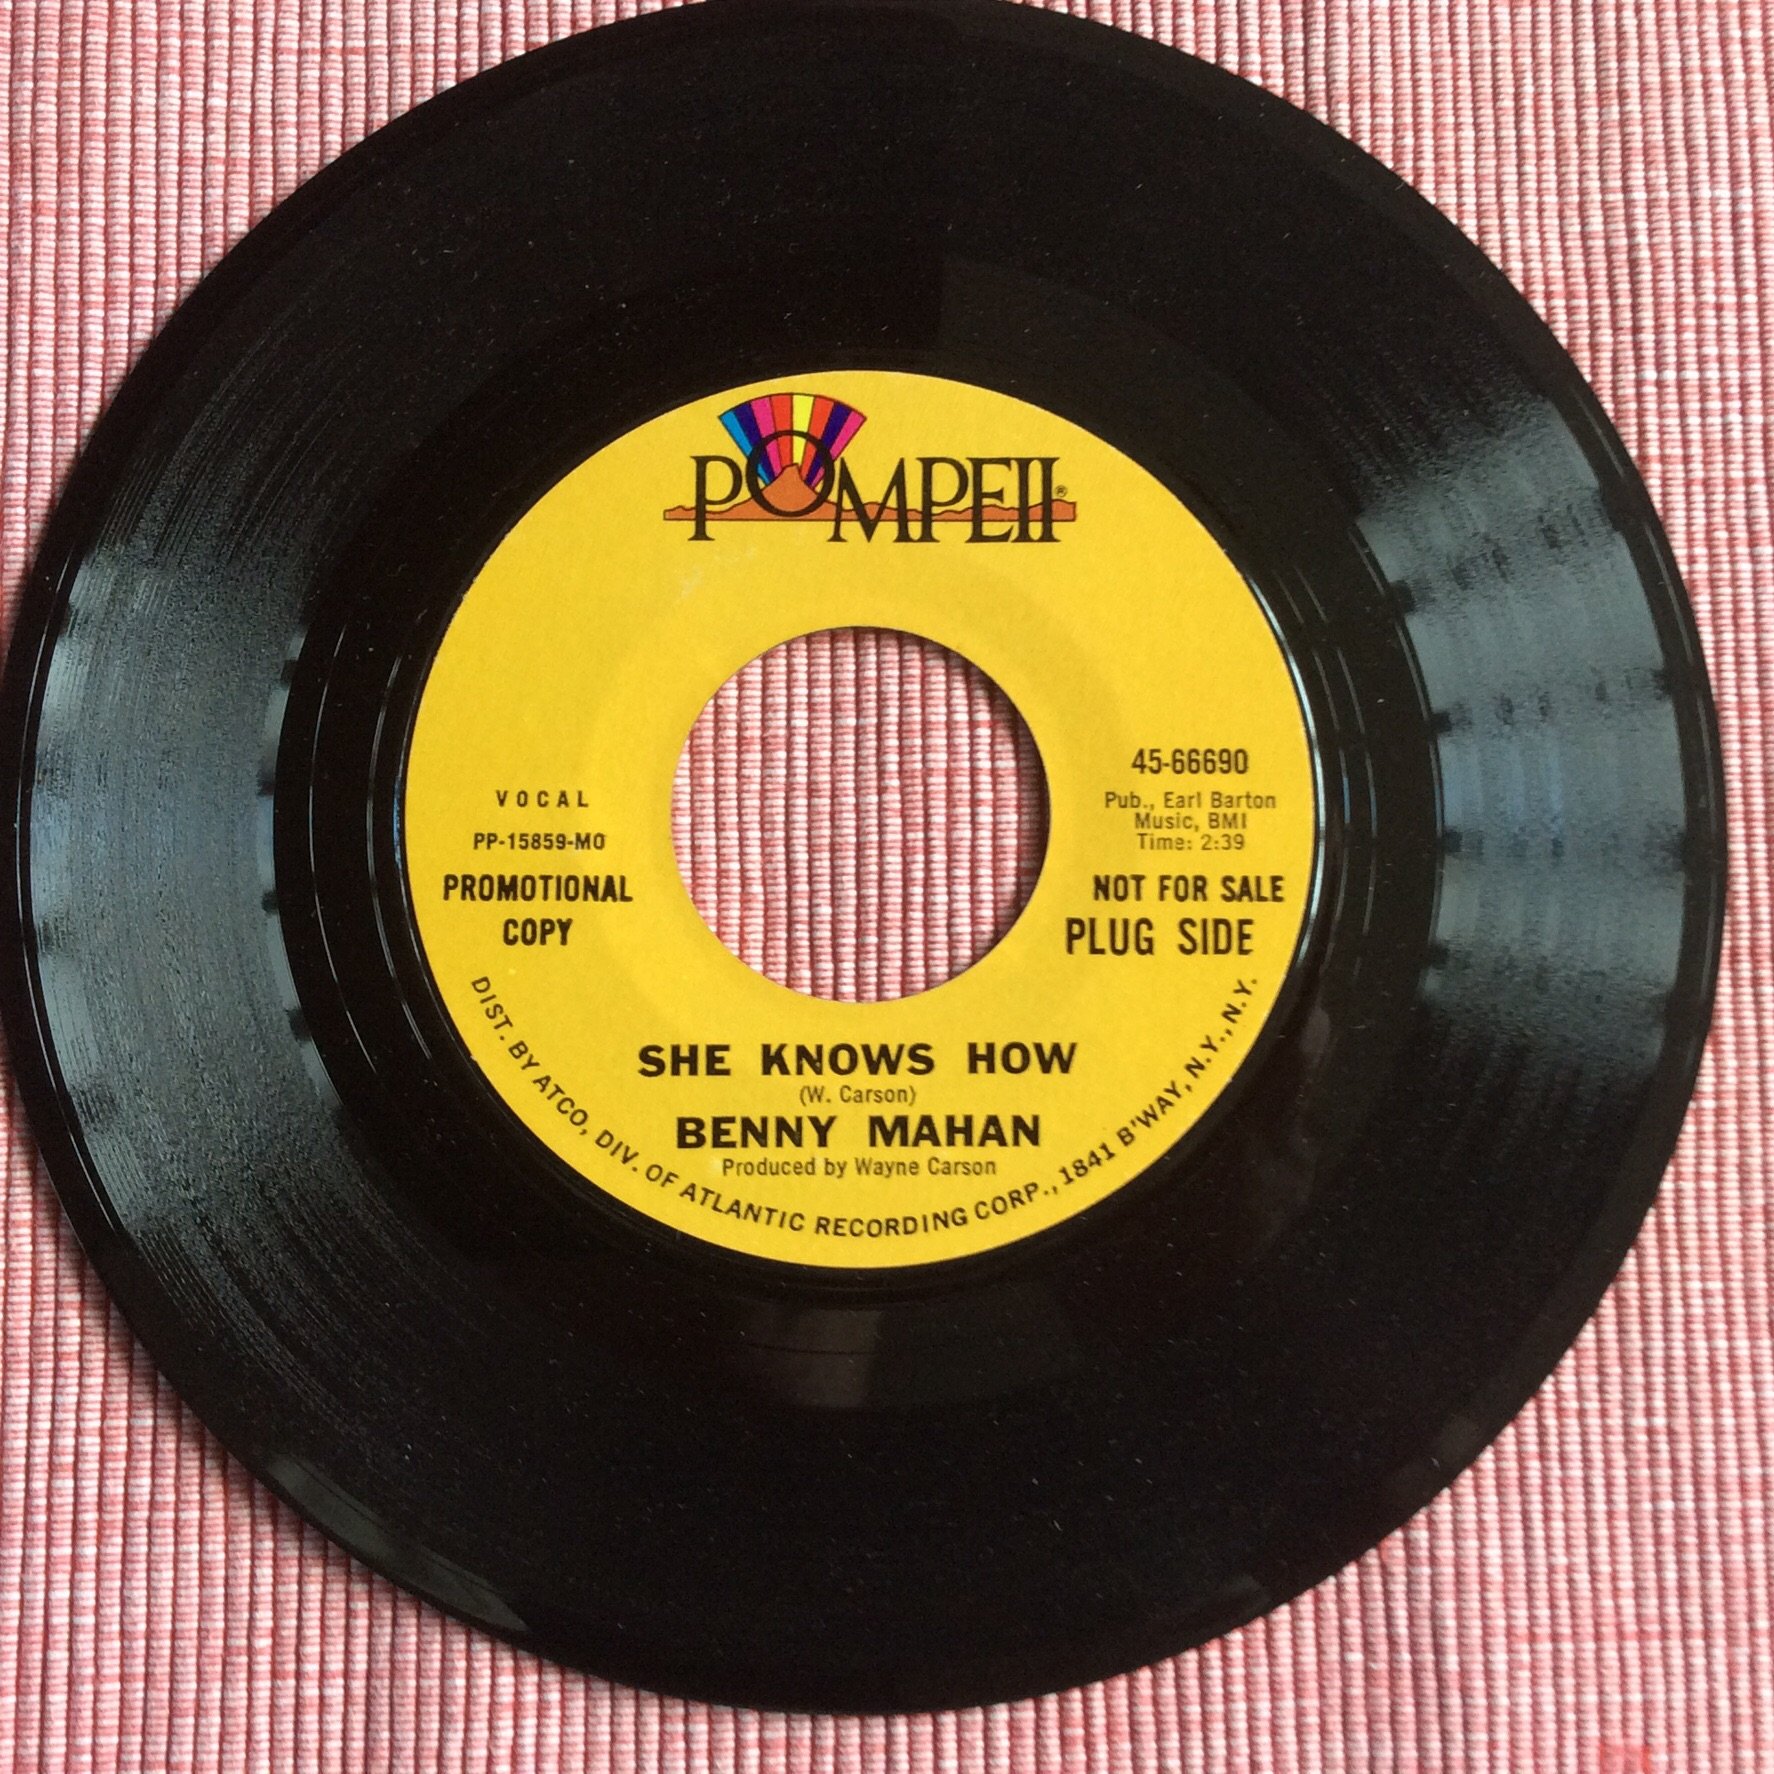 POMPEII®
45-66690
Pub., Earl Barton
Music, BMI
Time: 2:39
NOT FOR SALE
PLUG SIDE
VOCAL
PP-15859-MO
PROMOTIONAL
COPY
SHE KNOWS HOW
(W. Carson)
BENNY MAHAN
Produced by Wayne Carson
DIST. BY ATCO, DIV. OF ATLANTIC RECORDING CORP., 1841 B'WAY, N.Y., N.Y.